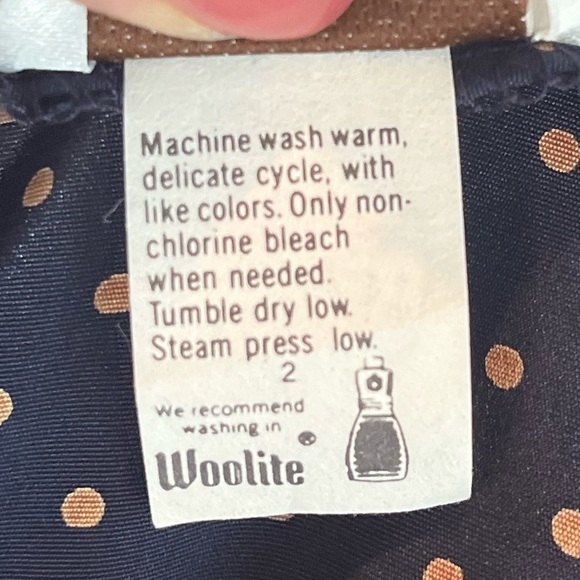 Machine wash warm,
delicate cycle, with
like colors. Only non-
chlorine bleach
when needed.
Tumble dry low.
Steam press low.
2
We recommend
washing in
Woolite®